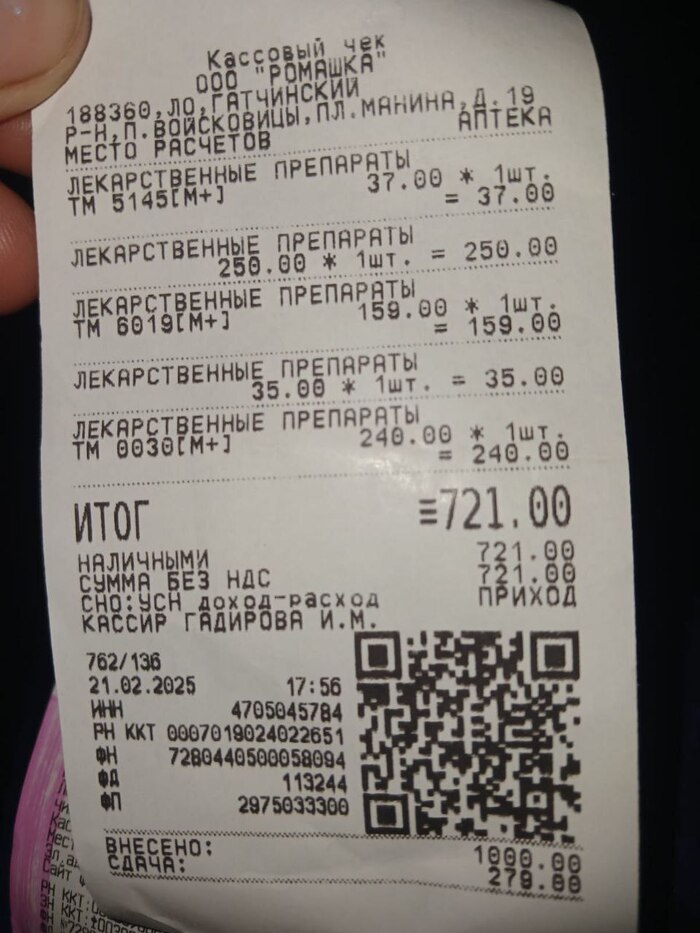 Кассовый чек
ООО "РОМАШКА"
188360,ЛО,ГАТЧИНСКИЙ
Р-Н,П.ВОЙСКОВИЦЫ,ПЛ.МАНИНА,Д.19
МЕСТО РАСЧЕТОВ АПТЕКА
ЛЕКАРСТВЕННЫЕ ПРЕПАРАТЫ
37.00 * 1шт.
ТМ 5145[М+] = 37.00
ЛЕКАРСТВЕННЫЕ ПРЕПАРАТЫ
250.00 * 1шт. = 250.00
ЛЕКАРСТВЕННЫЕ ПРЕПАРАТЫ
159.00 * 1шт.
ТМ 6019[М+] = 159.00
ЛЕКАРСТВЕННЫЕ ПРЕПАРАТЫ
35.00 * 1шт. = 35.00
ЛЕКАРСТВЕННЫЕ ПРЕПАРАТЫ
240.00 * 1шт.
ТМ 0030[М+] = 240.00
ИТОГ ≡721.00
НАЛИЧНЫМИ 721.00
СУММА БЕЗ НДС 721.00
СНО:УСН доход-расход ПРИХОД
КАССИР ГАДИРОВА И.М.
762/136
21.02.2025 17:56
ИНН 4705045784
РН ККТ 0007019024022651
ФН 7280440500058094
ФД 113244
ФП 2975033300
ВНЕСЕНО: 1000.00
СДАЧА: 279.00
Сайт
РН ККТ: